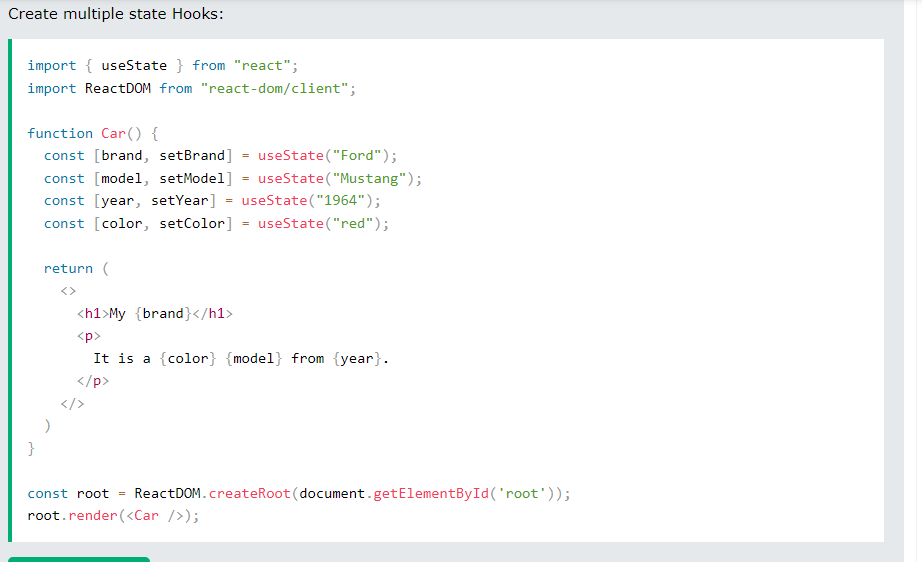 Create multiple state Hooks:
import { useState } from "react";
import ReactDOM from "react-dom/client";
function Car() {
const [brand, setBrand] = useState("Ford");
const [model, setModel] = useState("Mustang");
const [year, setYear] = useState("1964");
const [color, setColor] = useState("red");
return (
<>
<h1>My {brand}</h1>
<p>
It is a {color} {model} from {year}.
</p>
</>
)
}
const root = ReactDOM.createRoot(document.getElementById('root'));
root.render(<Car />);